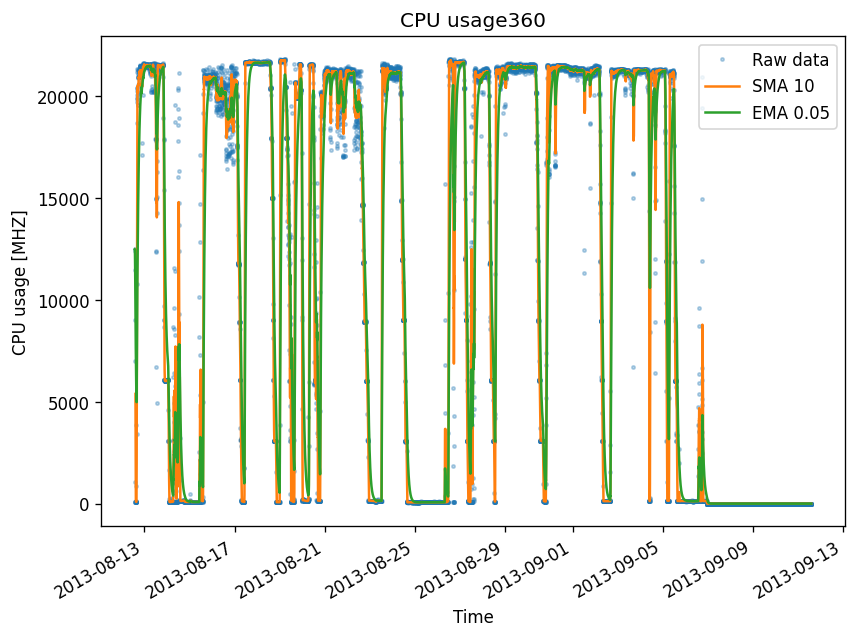 CPU usage360
Raw data
SMA 10
EMA 0.05
CPU usage [MHZ]
20000
15000
10000
5000
0
2013-08-13
2013-08-17
2013-08-21
2013-08-25
2013-08-29
2013-09-01
2013-09-05
2013-09-09
2013-09-13
Time